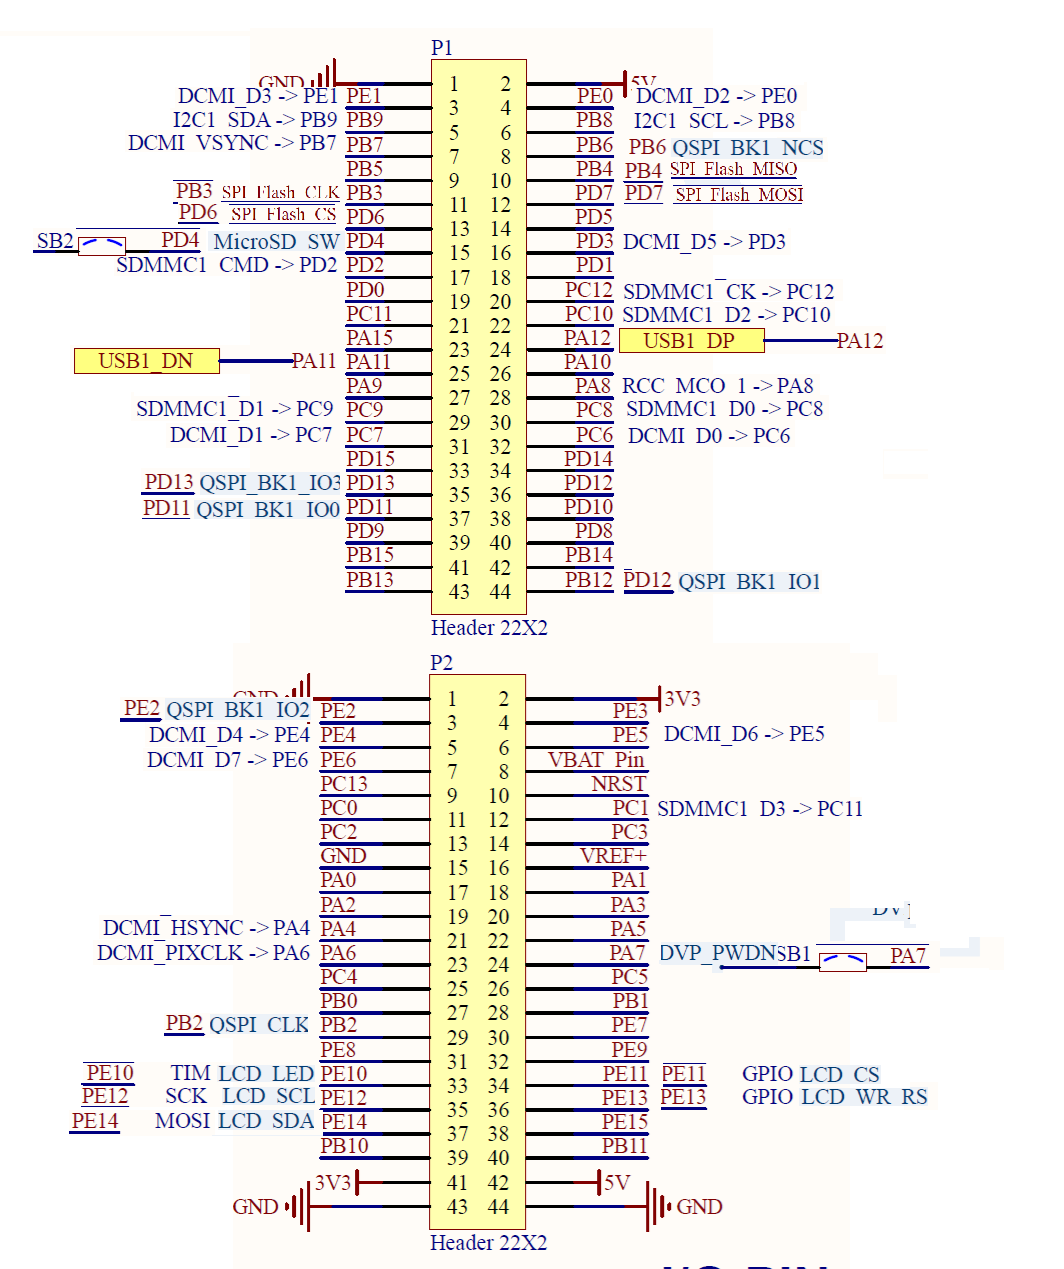 P1
GND 1 2 5V
DCMI_D3 -> PE1 PE1 3 4 PE0 DCMI_D2 -> PE0
I2C1 SDA -> PB9 PB9 5 6 PB8 I2C1 SCL -> PB8
DCMI VSYNC -> PB7 PB7 7 8 PB6 PB6 QSPI BK1 NCS
PB5 9 10 PB4 PB4 SPI Flash MISO
PB3 SPI Flash CLK PB3 11 12 PD7 PD7 SPI Flash MOSI
PD6 SPI Flash CS PD6 13 14 PD5
SB2 PD4 MicroSD SW PD4 15 16 PD3 DCMI_D5 -> PD3
SDMMC1 CMD -> PD2 PD2 17 18 PD1
PD0 19 20 PC12 SDMMC1 CK -> PC12
PC11 21 22 PC10 SDMMC1 D2 -> PC10
PA15 23 24 PA12 USB1 DP PA12
USB1_DN PA11 PA11 25 26 PA10
PA9 27 28 PA8 RCC MCO 1 -> PA8
SDMMC1_D1 -> PC9 PC9 29 30 PC8 SDMMC1 D0 -> PC8
DCMI_D1 -> PC7 PC7 31 32 PC6 DCMI D0 -> PC6
PD15 33 34 PD14
PD13 QSPI_BK1_IO3 PD13 35 36 PD12
PD11 QSPI BK1 IO0 PD11 37 38 PD10
PD9 39 40 PD8
PB15 41 42 PB14
PB13 43 44 PB12 PD12 QSPI BK1 IO1
Header 22X2
P2
GND 1 2 3V3
PE2 QSPI BK1 IO2 PE2 3 4 PE3
DCMI_D4 -> PE4 PE4 5 6 PE5 DCMI_D6 -> PE5
DCMI D7 -> PE6 PE6 7 8 VBAT Pin
PC13 9 10 NRST
PC0 11 12 PC1 SDMMC1 D3 -> PC11
PC2 13 14 PC3
GND 15 16 VREF+
PA0 17 18 PA1
PA2 19 20 PA3
DCMI_HSYNC -> PA4 PA4 21 22 PA5
DCMI_PIXCLK -> PA6 PA6 23 24 PA7 DVP_PWDN SB1 PA7
PC4 25 26 PC5
PB0 27 28 PB1
PB2 QSPI CLK PB2 29 30 PE7
PE8 31 32 PE9
PE10 TIM LCD LED PE10 33 34 PE11 PE11 GPIO LCD CS
PE12 SCK LCD SCL PE12 35 36 PE13 PE13 GPIO LCD WR RS
PE14 MOSI LCD SDA PE14 37 38 PE15
PB10 39 40 PB11
3V3 41 42 5V
GND 43 44 GND
Header 22X2